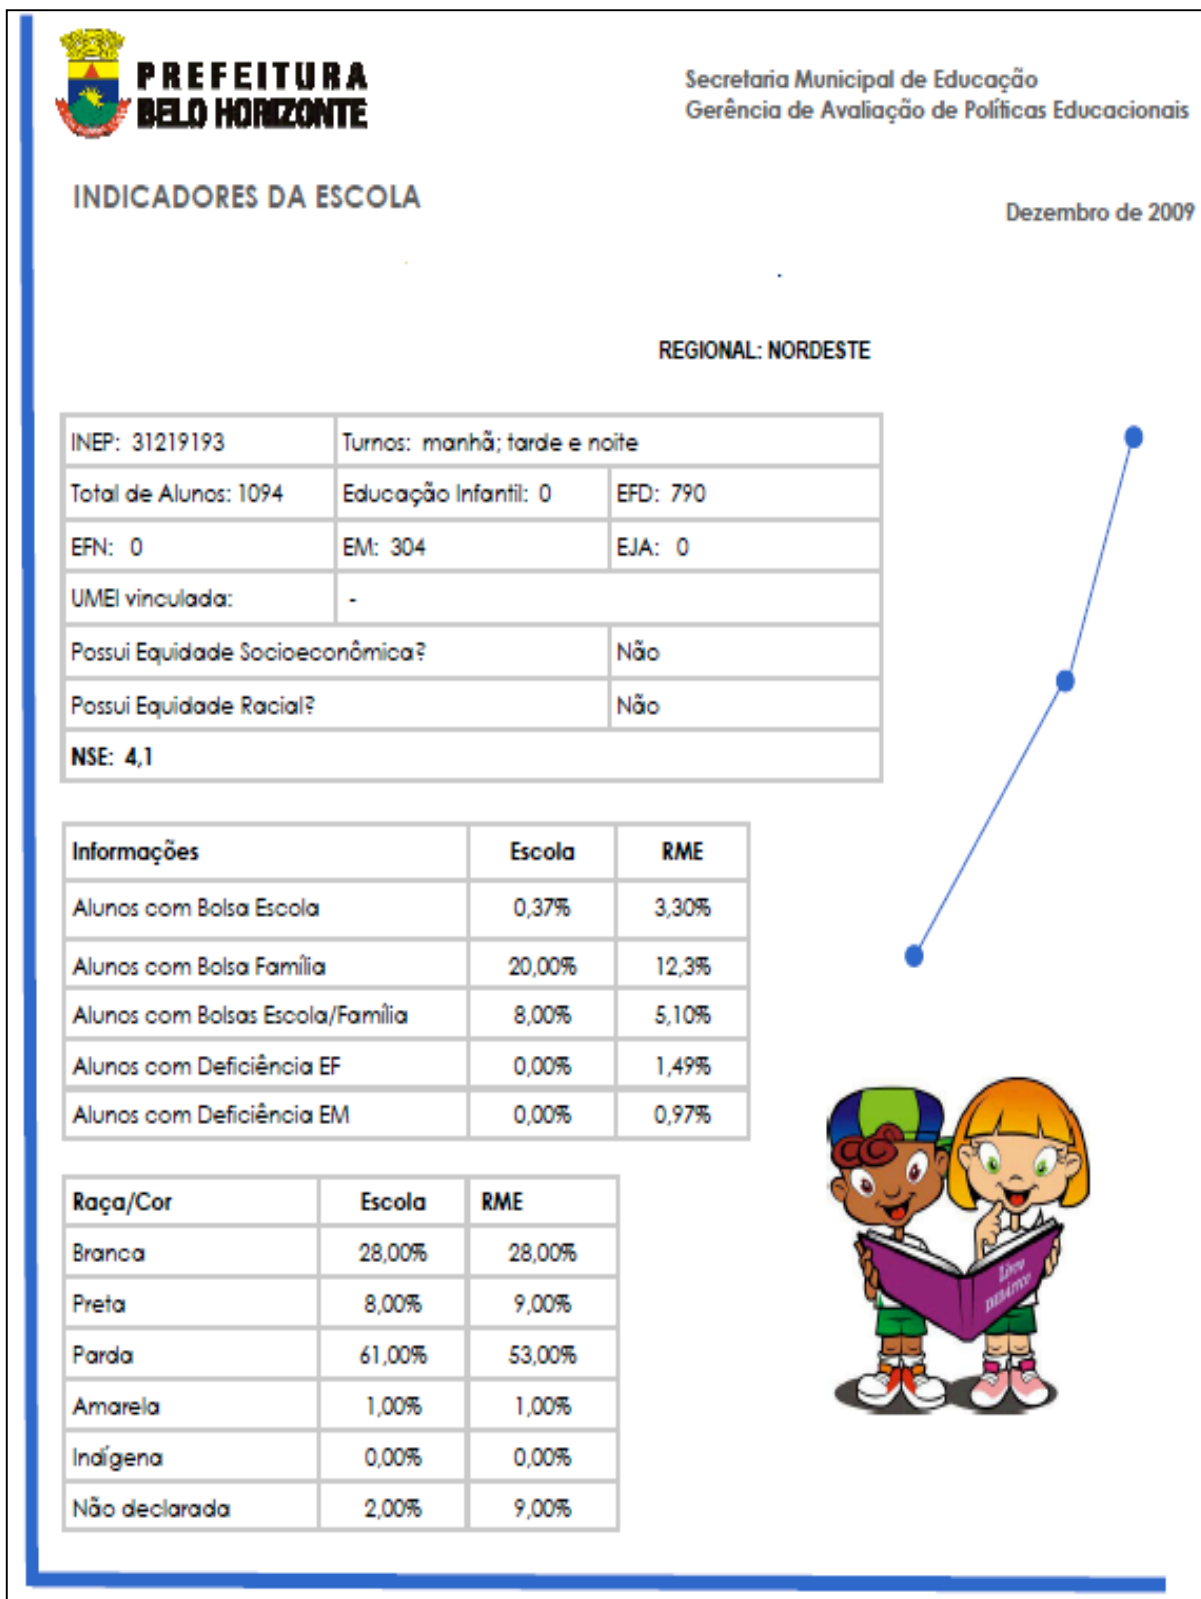 PREFEITURA
BELO HORIZONTE
Secretaria Municipal de Educação
Gerência de Avaliação de Políticas Educacionais
INDICADORES DA ESCOLA
Dezembro de 2009
REGIONAL: NORDESTE
INEP: 31219193 Turnos: manhã; tarde e noite
Total de Alunos: 1094 Educação Infantil: 0 EFD: 790
EFN: 0 EM: 304 EJA: 0
UMEI vinculada: -
Possui Equidade Socioeconômica? Não
Possui Equidade Racial? Não
NSE: 4,1
Informações Escola RME
Alunos com Bolsa Escola 0,37% 3,30%
Alunos com Bolsa Família 20,00% 12,3%
Alunos com Bolsas Escola/Família 8,00% 5,10%
Alunos com Deficiência EF 0,00% 1,49%
Alunos com Deficiência EM 0,00% 0,97%
Raça/Cor Escola RME
Branca 28,00% 28,00%
Preta 8,00% 9,00%
Parda 61,00% 53,00%
Amarela 1,00% 1,00%
Indígena 0,00% 0,00%
Não declarada 2,00% 9,00%
Livro
DIDÁTICO